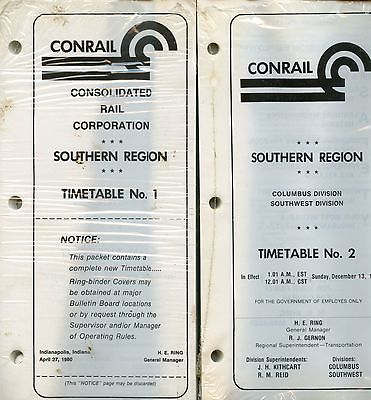 CONRAIL
CONSOLIDATED
RAIL
CORPORATION
* * *
SOUTHERN REGION
* * *
TIMETABLE No. 1
NOTICE:
This packet contains a
complete new Timetable.....
Ring-binder Covers may
be obtained at major
Bulletin Board locations
or by request through the
Supervisor and/or Manager
of Operating Rules.
Indianapolis, Indiana
April 27, 1980
H. E. RING
General Manager
(This "NOTICE" page may be discarded)
CONRAIL
* * *
SOUTHERN REGION
COLUMBUS DIVISION
SOUTHWEST DIVISION
* * *
TIMETABLE No. 2
In Effect 1.01 A.M., EST
12.01 A.M., CST
Sunday, December 13, 1
FOR THE GOVERNMENT OF EMPLOYES ONLY
H. E. RING
General Manager
R. J. GERNON
Regional Superintendent—Transportation
Division Superintendents:
J. H. KITHCART
R. M. REID
Divisions:
COLUMBUS
SOUTHWEST